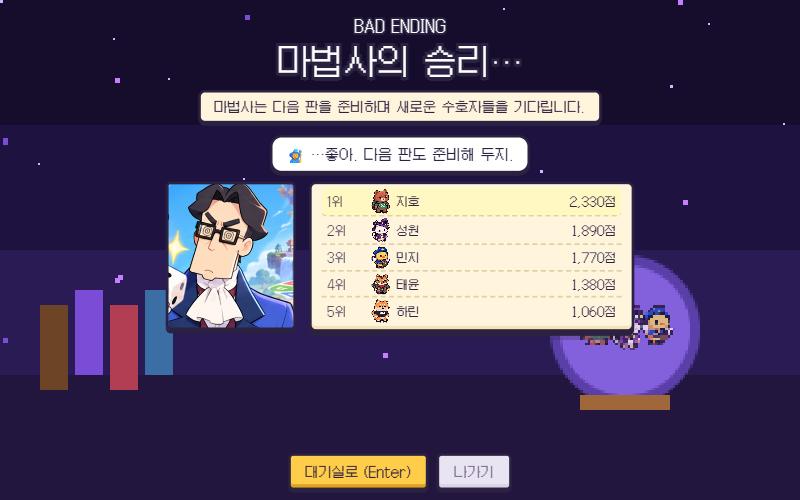 BAD ENDING
마법사의 승리…
마법사는 다음 판을 준비하며 새로운 수호자들을 기다립니다.
…좋아. 다음 판도 준비해 두지.
1위 지호 2,330점
2위 성원 1,890점
3위 민지 1,770점
4위 태윤 1,380점
5위 하린 1,060점
대기실로 (Enter) 나가기